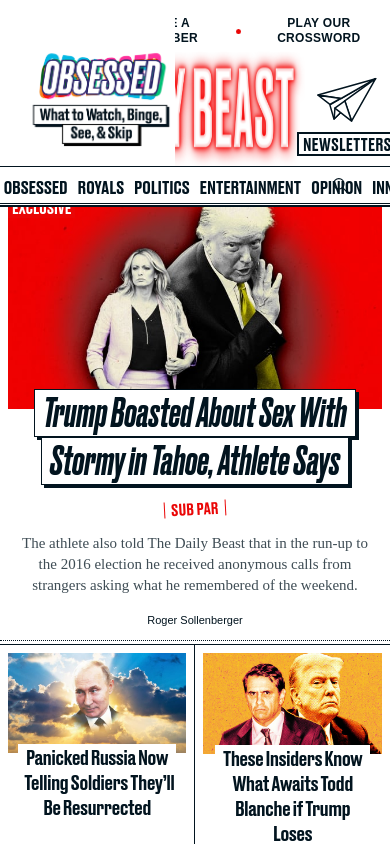 E A
BER
PLAY OUR
CROSSWORD
OBSESSED
What to Watch, Binge,
See, & Skip
Y BEAST
NEWSLETTERS
OBSESSED ROYALS POLITICS ENTERTAINMENT OPINION INN
EXCLUSIVE
Trump Boasted About Sex With
Stormy in Tahoe, Athlete Says
SUB PAR
The athlete also told The Daily Beast that in the run-up to
the 2016 election he received anonymous calls from
strangers asking what he remembered of the weekend.
Roger Sollenberger
Panicked Russia Now
Telling Soldiers They’ll
Be Resurrected
These Insiders Know
What Awaits Todd
Blanche if Trump
Loses